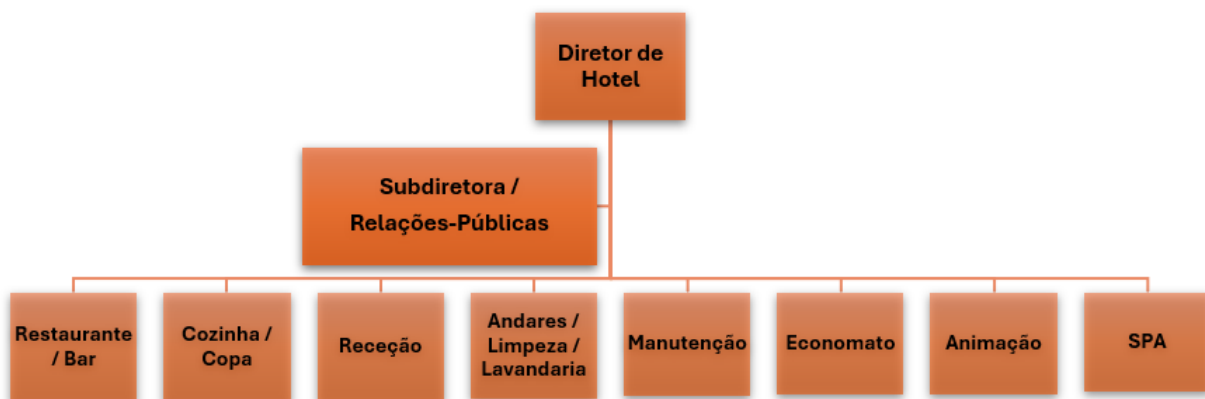 Diretor de
Hotel
Subdiretora /
Relações-Públicas
Restaurante
/ Bar
Cozinha /
Copa
Receção
Andares /
Limpeza /
Lavandaria
Manutenção
Economato
Animação
SPA